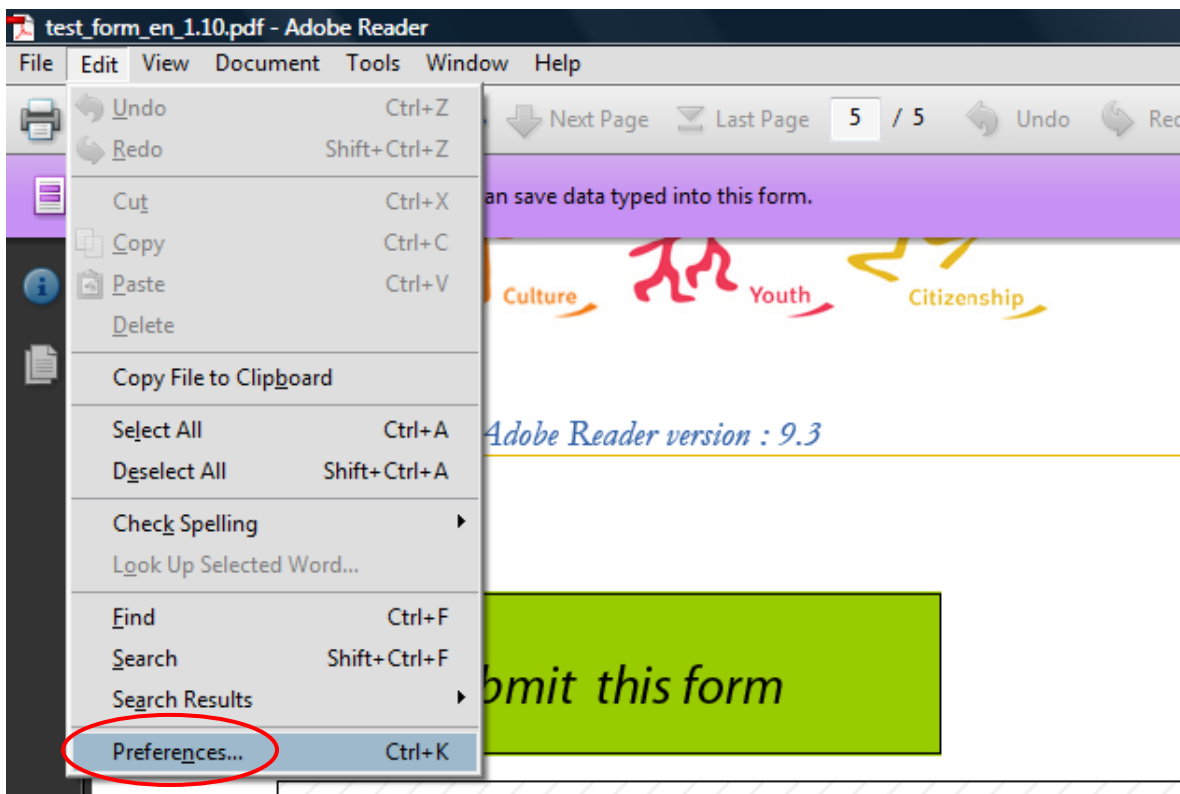 test_form_en_1.10.pdf - Adobe Reader
File Edit View Document Tools Window Help
Next Page Last Page 5 / 5 Undo
Undo Ctrl+Z
Redo Shift+Ctrl+Z
Cut Ctrl+X
an save data typed into this form.
Copy Ctrl+C
Paste Ctrl+V
Culture Youth Citizenship
Delete
Copy File to Clipboard
Select All Ctrl+A
Adobe Reader version : 9.3
Deselect All Shift+Ctrl+A
Check Spelling
Look Up Selected Word...
Find Ctrl+F
Search Shift+Ctrl+F
Search Results
this form
Preferences... Ctrl+K